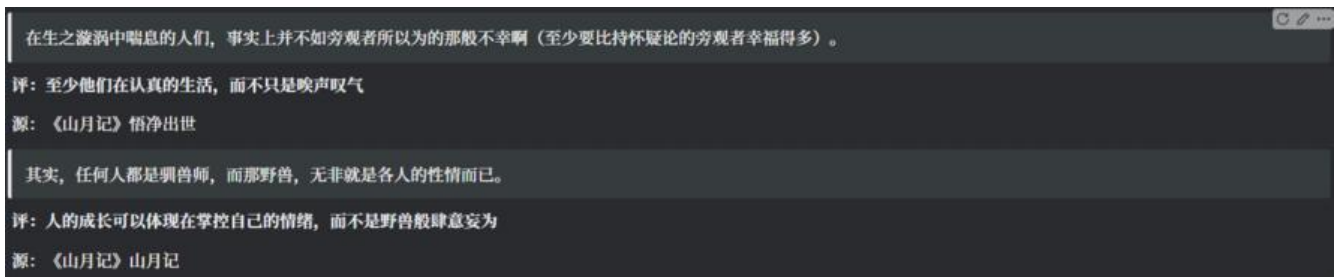 在生之漩涡中喘息的人们，事实上并不如旁观者所以为的那般不幸啊（至少要比持怀疑论的旁观者幸福得多）。
评：至少他们在认真的生活，而不只是唉声叹气
源：《山月记》悟净出世
其实，任何人都是驯兽师，而那野兽，无非就是各人的性情而已。
评：人的成长可以体现在掌控自己的情绪，而不是野兽般肆意妄为
源：《山月记》山月记